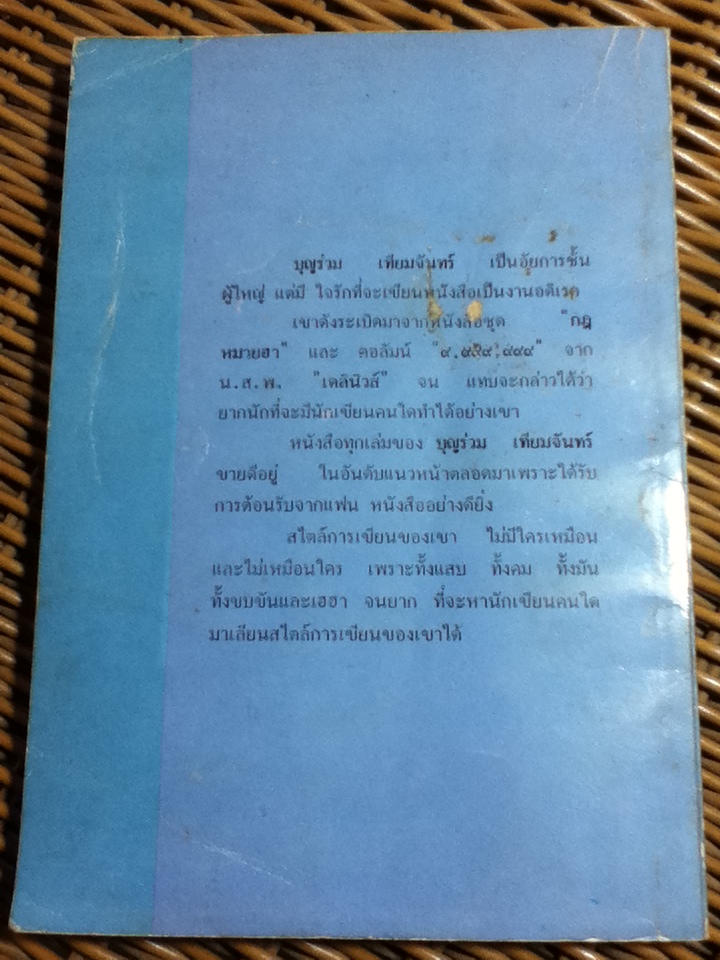 บุญร่วม เทียมจันทร์ เป็นอัยการชั้น
ผู้ใหญ่ แต่มี ใจรักที่จะเขียนหนังสือเป็นงานอดิเรก
เขาดังระเบิดมาจากหนังสือชุด "กฎ
หมายฮา" และ คอลัมน์ "๙,๙๙๙,๙๙๙" จาก
น.ส.พ. "เดลินิวส์" จน แทบจะกล่าวได้ว่า
ยากนักที่จะมีนักเขียนคนใดทำได้อย่างเขา
หนังสือทุกเล่มของ บุญร่วม เทียมจันทร์
ขายดีอยู่ ในอันดับแนวหน้าตลอดมาเพราะได้รับ
การต้อนรับจากแฟน หนังสืออย่างดียิ่ง
สไตล์การเขียนของเขา ไม่มีใครเหมือน
และไม่เหมือนใคร เพราะทั้งแสบ ทั้งคม ทั้งมัน
ทั้งขบขันและเฮฮา จนยาก ที่จะหานักเขียนคนใด
มาเลียนสไตล์การเขียนของเขาได้